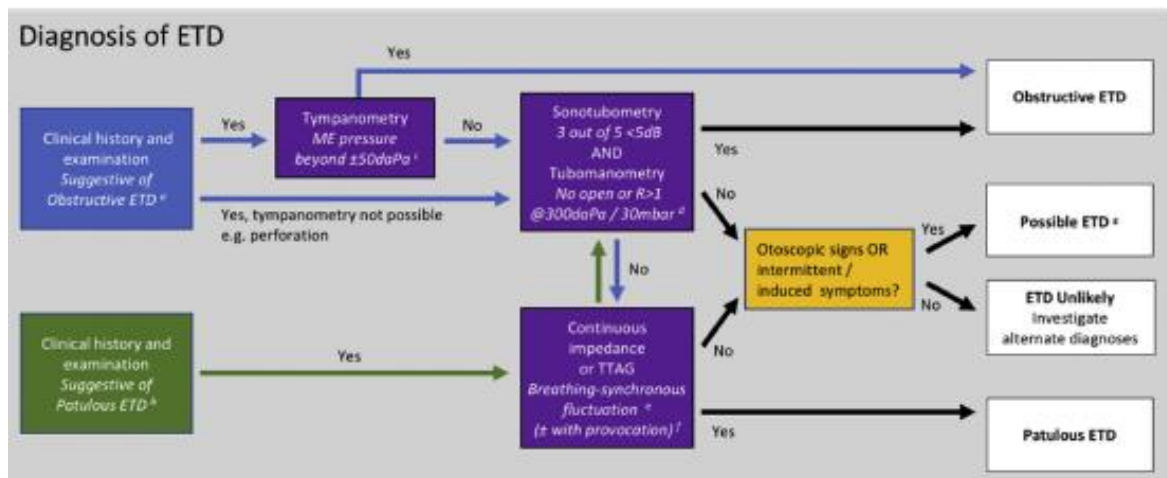 Diagnosis of ETD
Yes
Clinical history and
examination
Suggestive of
Obstructive ETD a
Yes
Tympanometry
ME pressure
beyond ±50daPa c
No
Yes, tympanometry not possible
e.g. perforation
Sonotubometry
3 out of 5 <5dB
AND
Tubomanometry
No open or R>1
@300daPa / 30mbar d
Yes
Obstructive ETD
No
No
Otoscopic signs OR
intermittent /
induced symptoms?
Yes
Possible ETD g
No
ETD Unlikely
Investigate
alternate diagnoses
Clinical history and
examination
Suggestive of
Patulous ETD b
Yes
Continuous
impedance
or TTAG
Breathing-synchronous
fluctuation e
(± with provocation) f
No
Yes
Patulous ETD